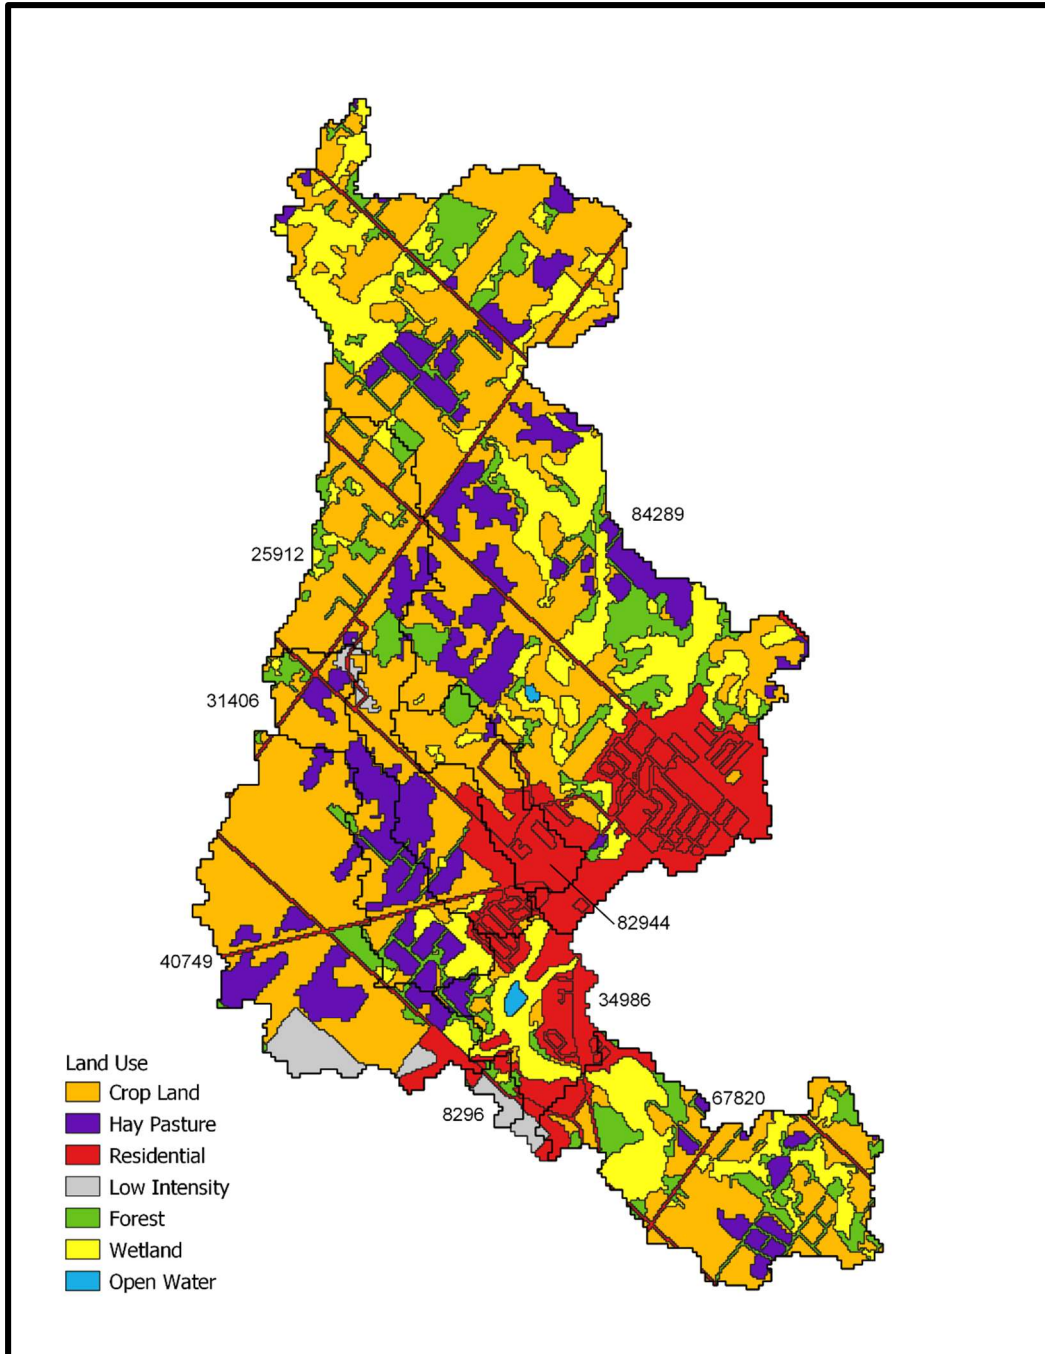 84289
25912
31406
82944
40749
34986
Land Use
Crop Land
Hay Pasture
Residential
Low Intensity
Forest
Wetland
Open Water
67820
8296